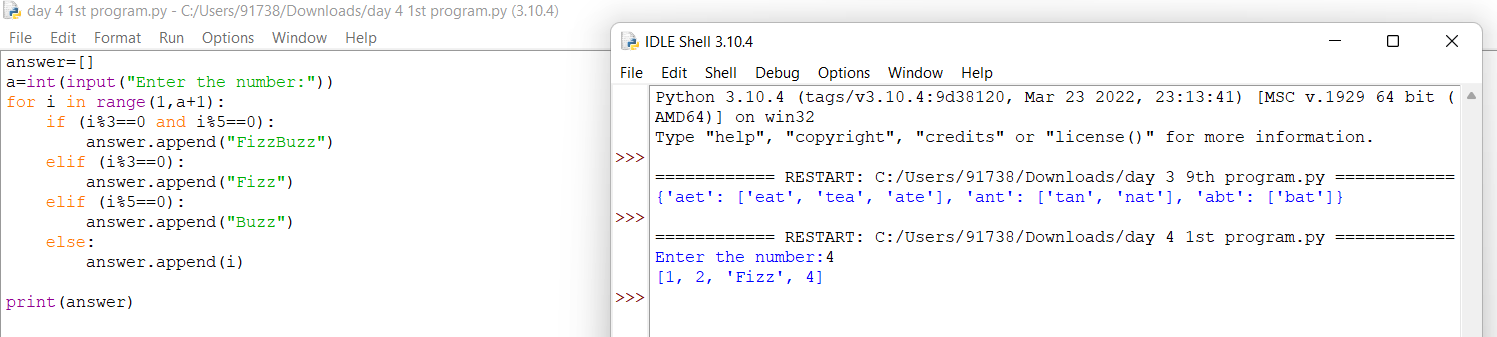 day 4 1st program.py - C:/Users/91738/Downloads/day 4 1st program.py (3.10.4)
File Edit Format Run Options Window Help
answer=[]
a=int(input("Enter the number:"))
for i in range(1,a+1):
    if (i%3==0 and i%5==0):
        answer.append("FizzBuzz")
    elif (i%3==0):
        answer.append("Fizz")
    elif (i%5==0):
        answer.append("Buzz")
    else:
        answer.append(i)
print(answer)
IDLE Shell 3.10.4
File Edit Shell Debug Options Window Help
Python 3.10.4 (tags/v3.10.4:9d38120, Mar 23 2022, 23:13:41) [MSC v.1929 64 bit (
AMD64)] on win32
Type "help", "copyright", "credits" or "license()" for more information.
>>>
============ RESTART: C:/Users/91738/Downloads/day 3 9th program.py ============
{'aet': ['eat', 'tea', 'ate'], 'ant': ['tan', 'nat'], 'abt': ['bat']}
>>>
============ RESTART: C:/Users/91738/Downloads/day 4 1st program.py ============
Enter the number:4
[1, 2, 'Fizz', 4]
>>>